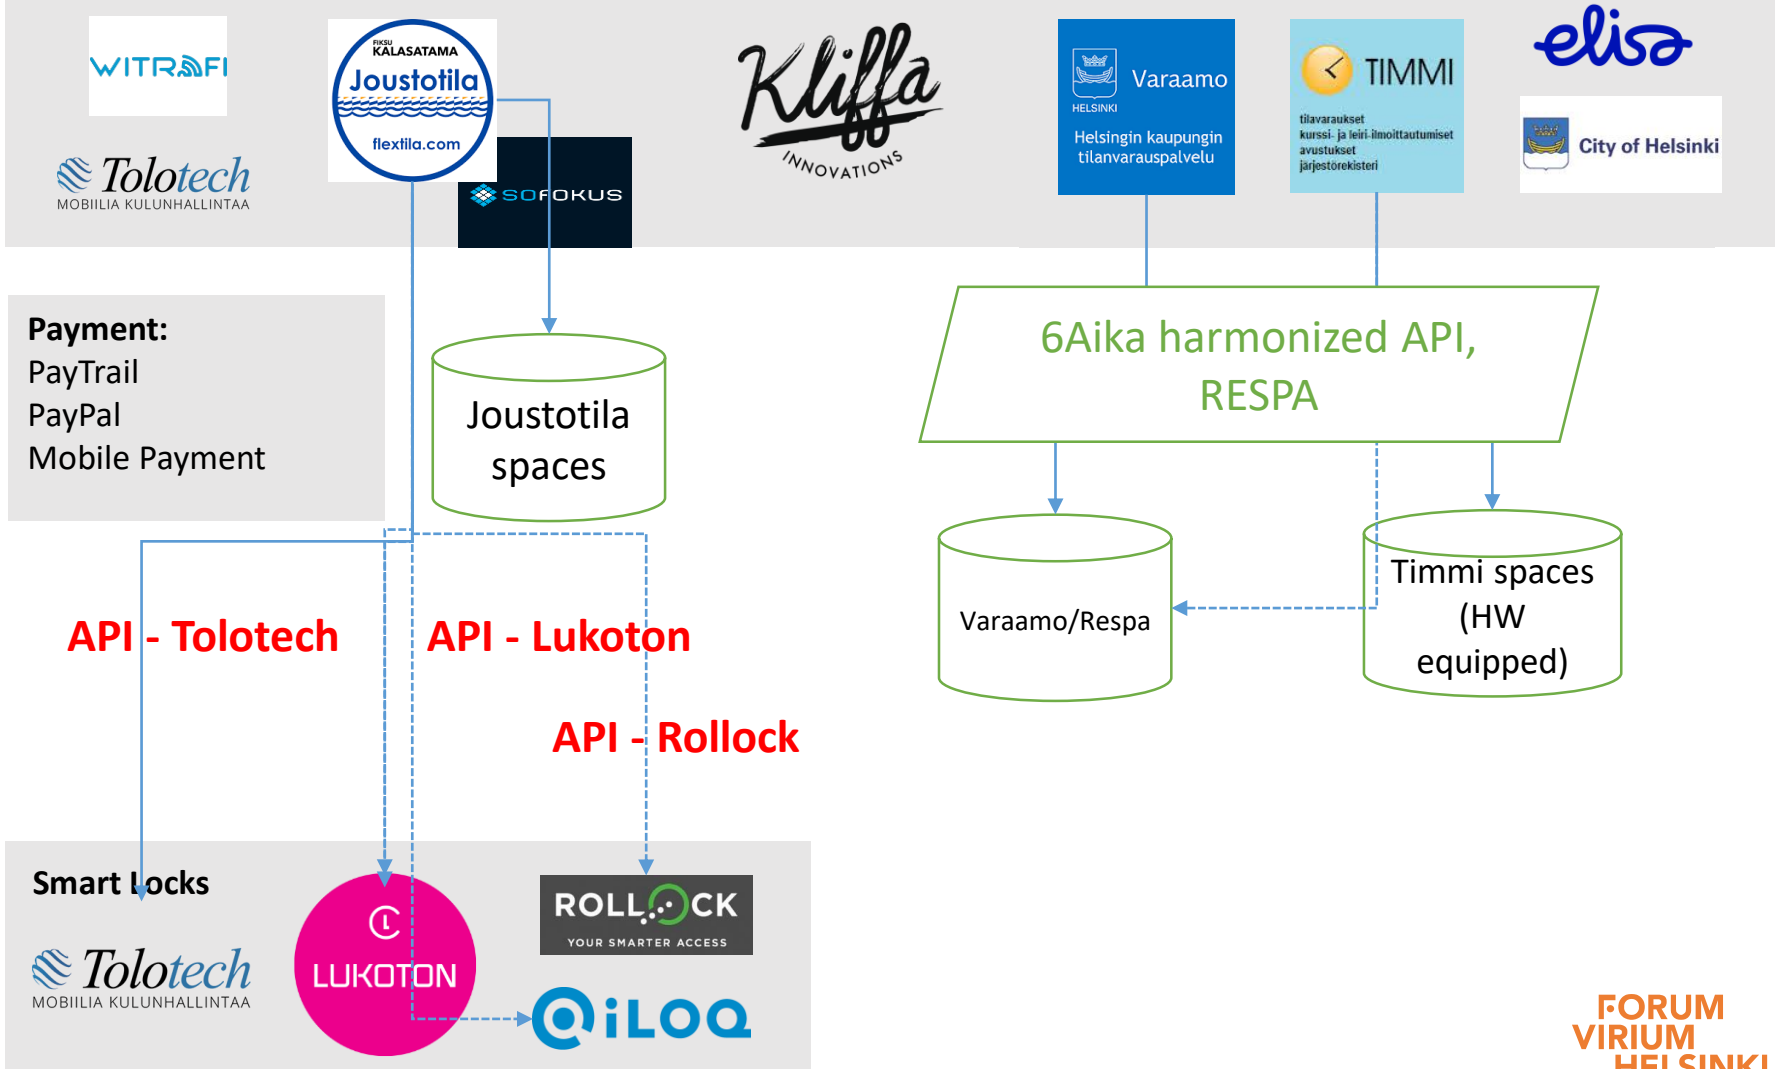 WITRAFI
FIKSU
KALASATAMA
Joustotila
flextila.com
Tolotech
MOBIILIA KULUNHALLINTAA
SOFOKUS
Kliffa
INNOVATIONS
HELSINKI
Varaamo
Helsingin kaupungin
tilanvarauspalvelu
TIMMI
tilavaraukset
kurssi- ja leiri-ilmoittautumiset
avustukset
järjestörekisteri
elisa
City of Helsinki
Payment:
PayTrail
PayPal
Mobile Payment
Joustotila
spaces
6Aika harmonized API,
RESPA
Varaamo/Respa
Timmi spaces
(HW
equipped)
API - Tolotech
API - Lukoton
API - Rollock
Smart Locks
Tolotech
MOBIILIA KULUNHALLINTAA
LUKOTON
ROLLOCK
YOUR SMARTER ACCESS
iLOQ
FORUM
VIRIUM
HELSINKI